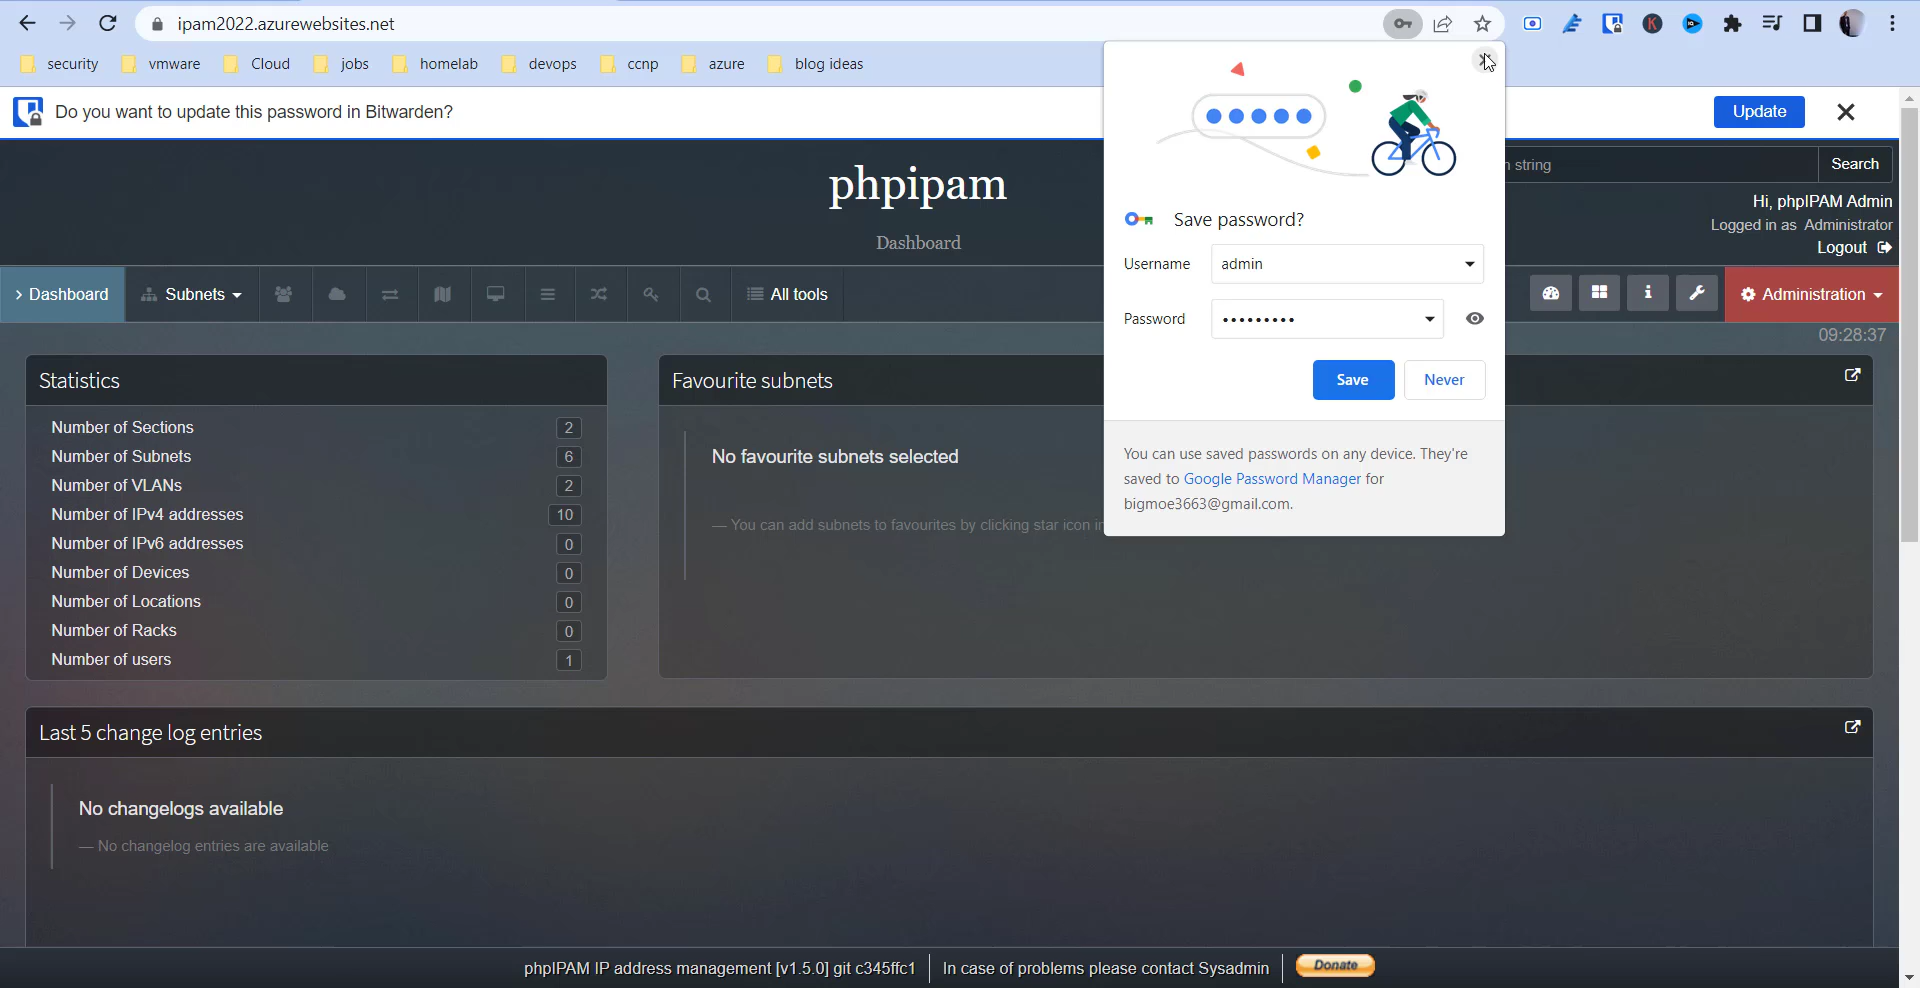 ipam2022.azurewebsites.net
security
vmware
Cloud
jobs
homelab
devops
ccnp
azure
blog ideas
Do you want to update this password in Bitwarden?
Update
phpipam
Dashboard
string
Search
Hi, phpIPAM Admin
Logged in as Administrator
Logout
Dashboard
Subnets
All tools
Administration
09:28:37
Save password?
Username
admin
Password
•••••••••
Save
Never
You can use saved passwords on any device. They're
saved to Google Password Manager for
bigmoe3663@gmail.com.
Statistics
Number of Sections 2
Number of Subnets 6
Number of VLANs 2
Number of IPv4 addresses 10
Number of IPv6 addresses 0
Number of Devices 0
Number of Locations 0
Number of Racks 0
Number of users 1
Favourite subnets
No favourite subnets selected
— You can add subnets to favourites by clicking star icon in
Last 5 change log entries
No changelogs available
— No changelog entries are available
phpIPAM IP address management [v1.5.0] git c345ffc1
In case of problems please contact Sysadmin
Donate